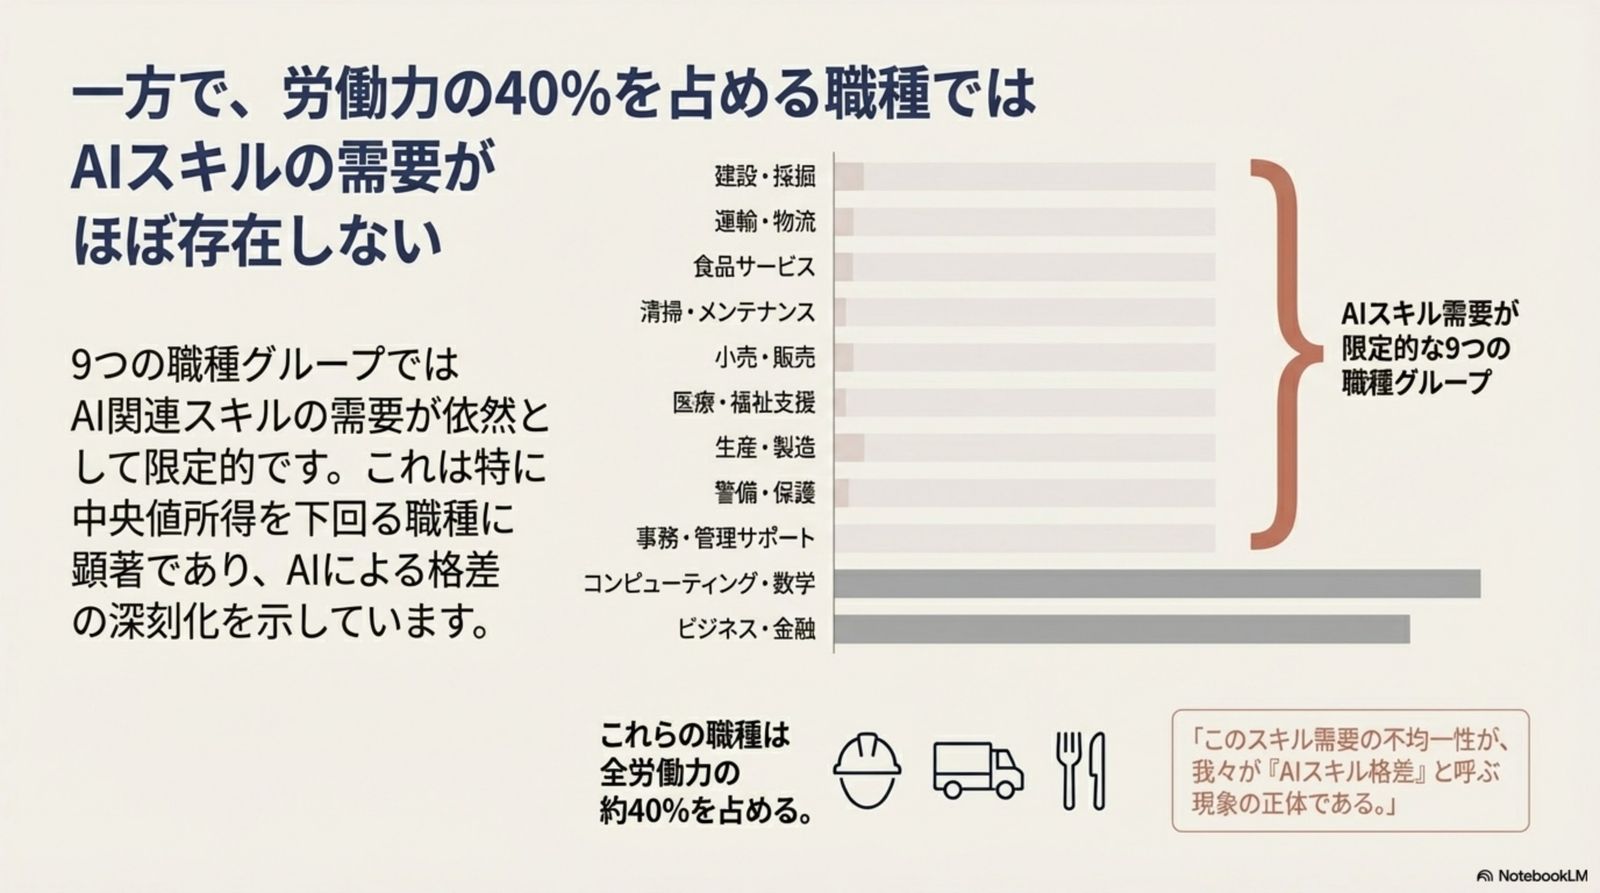 一方で、労働力の40%を占める職種では
AIスキルの需要が
ほぼ存在しない
9つの職種グループでは
AI関連スキルの需要が依然と
して限定的です。これは特に
中央値所得を下回る職種に
顕著であり、AIによる格差
の深刻化を示しています。
建設・採掘
運輸・物流
食品サービス
清掃・メンテナンス
小売・販売
医療・福祉支援
生産・製造
警備・保護
事務・管理サポート
コンピューティング・数学
ビジネス・金融
AIスキル需要が
限定的な9つの
職種グループ
これらの職種は
全労働力の
約40%を占める。
「このスキル需要の不均一性が、
我々が『AIスキル格差』と呼ぶ
現象の正体である。」
NotebookLM